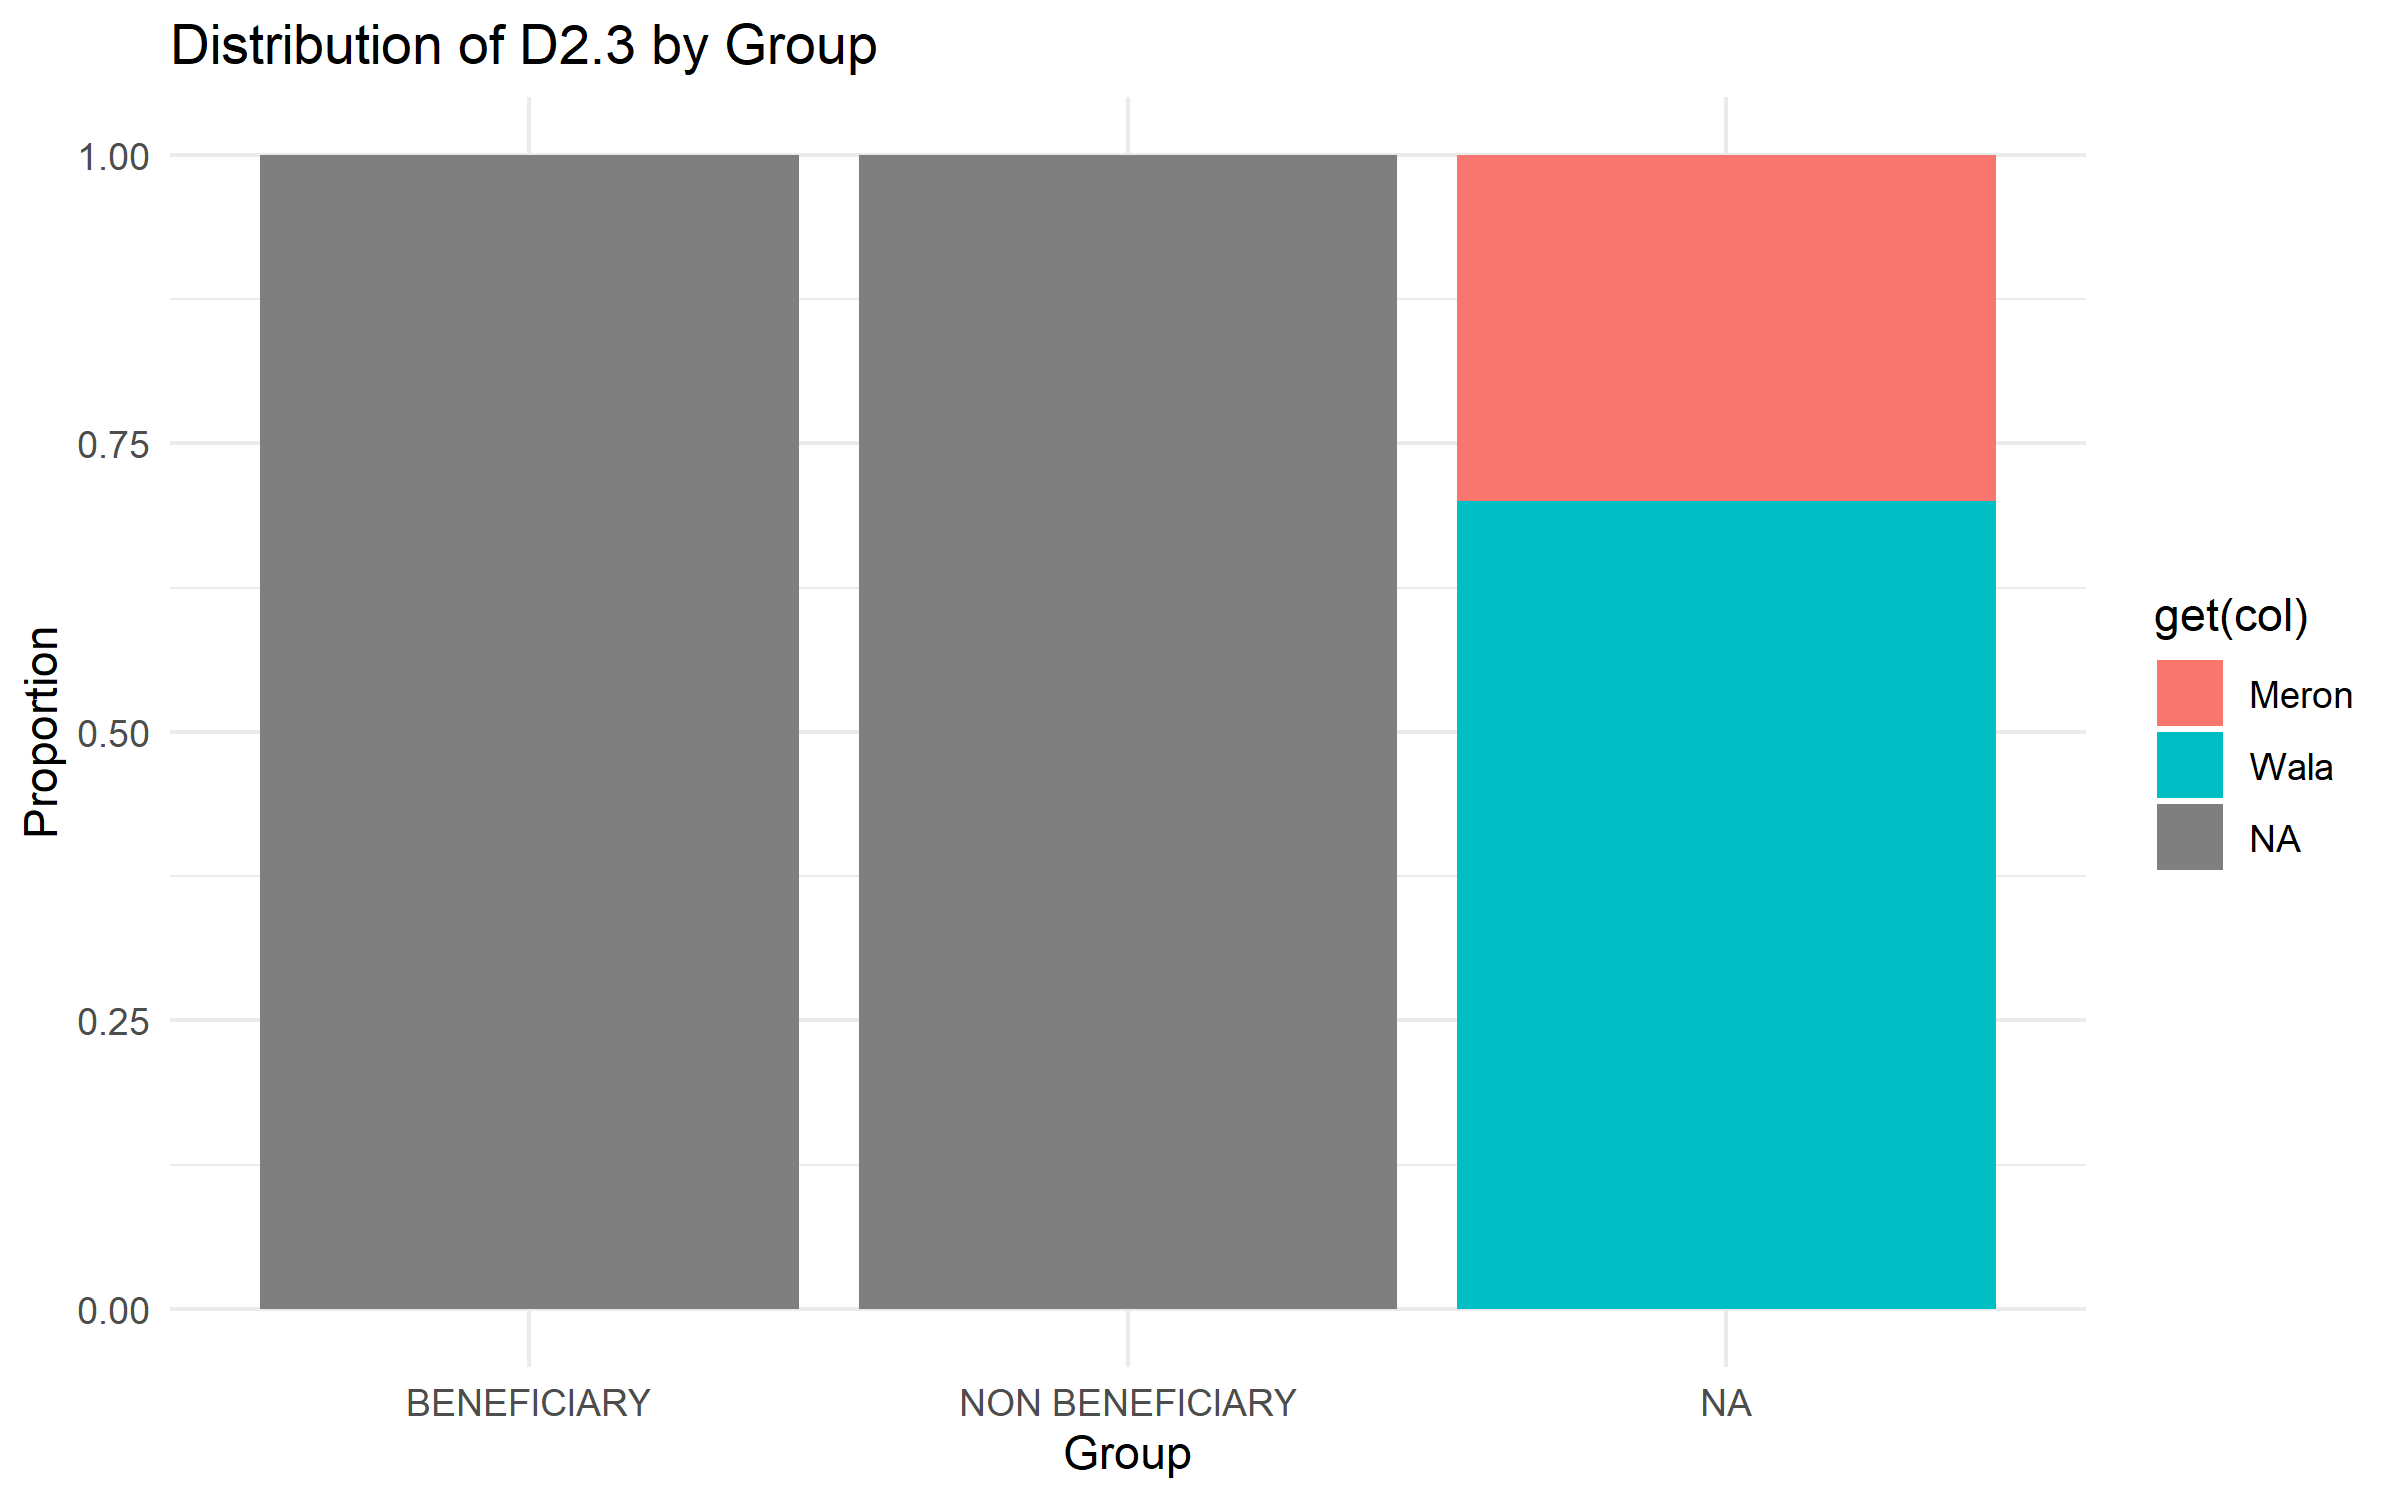 Distribution of D2.3 by Group
1.00
0.75
0.50
0.25
0.00
Proportion
BENEFICIARY
NON BENEFICIARY
NA
Group
get(col)
Meron
Wala
NA